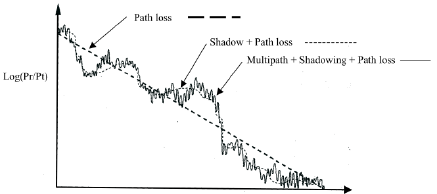 Path loss
Shadow + Path loss
Log(Pr/Pt)
Multipath + Shadowing + Path loss